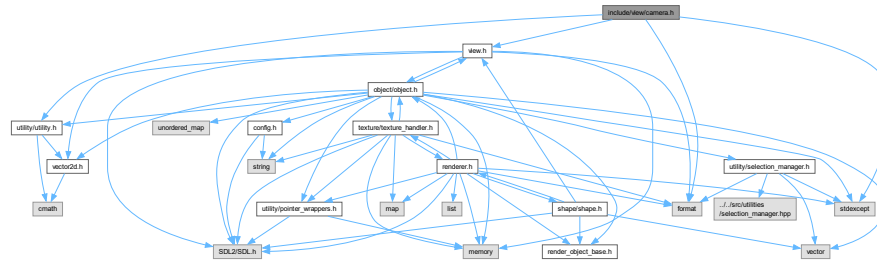 include/view/camera.h
view.h
object/object.h
utility/utility.h
unordered_map
config.h
texture/texture_handler.h
vector2d.h
string
renderer.h
utility/selection_manager.h
cmath
utility/pointer_wrappers.h
map
list
shape/shape.h
format
../../src/utilities
/selection_manager.hpp
stdexcept
SDL2/SDL.h
memory
render_object_base.h
vector